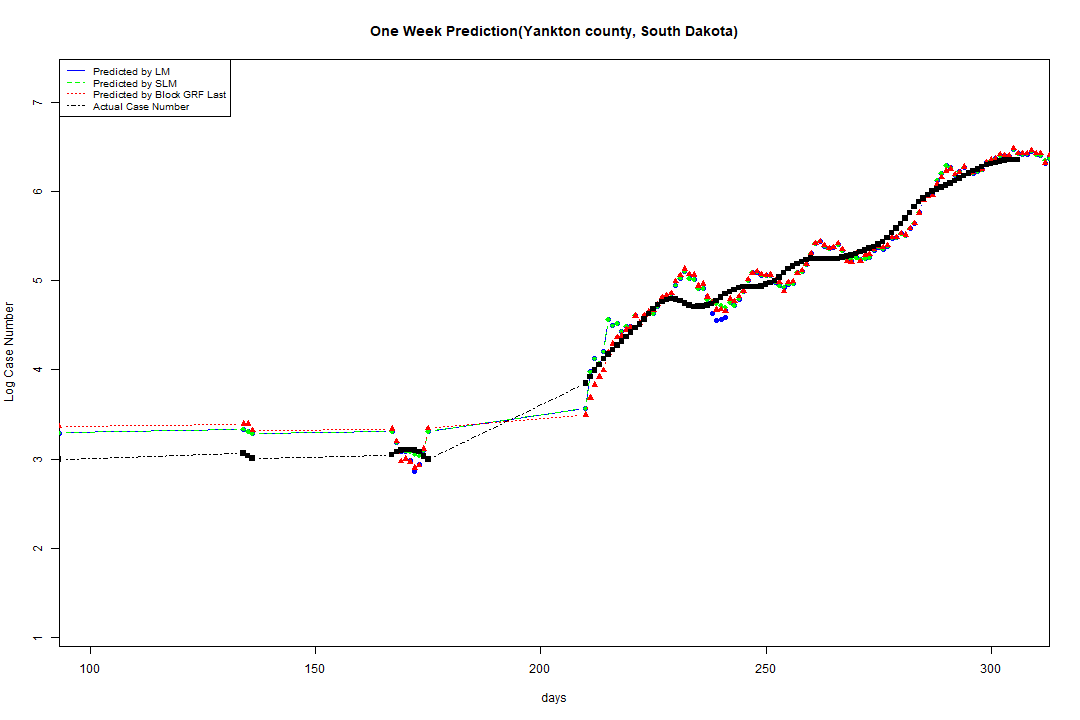 One Week Prediction(Yankton county, South Dakota)
Predicted by LM
Predicted by SLM
Predicted by Block GRF Last
Actual Case Number
7
6
5
4
3
2
1
Log Case Number
100 150 200 250 300
days